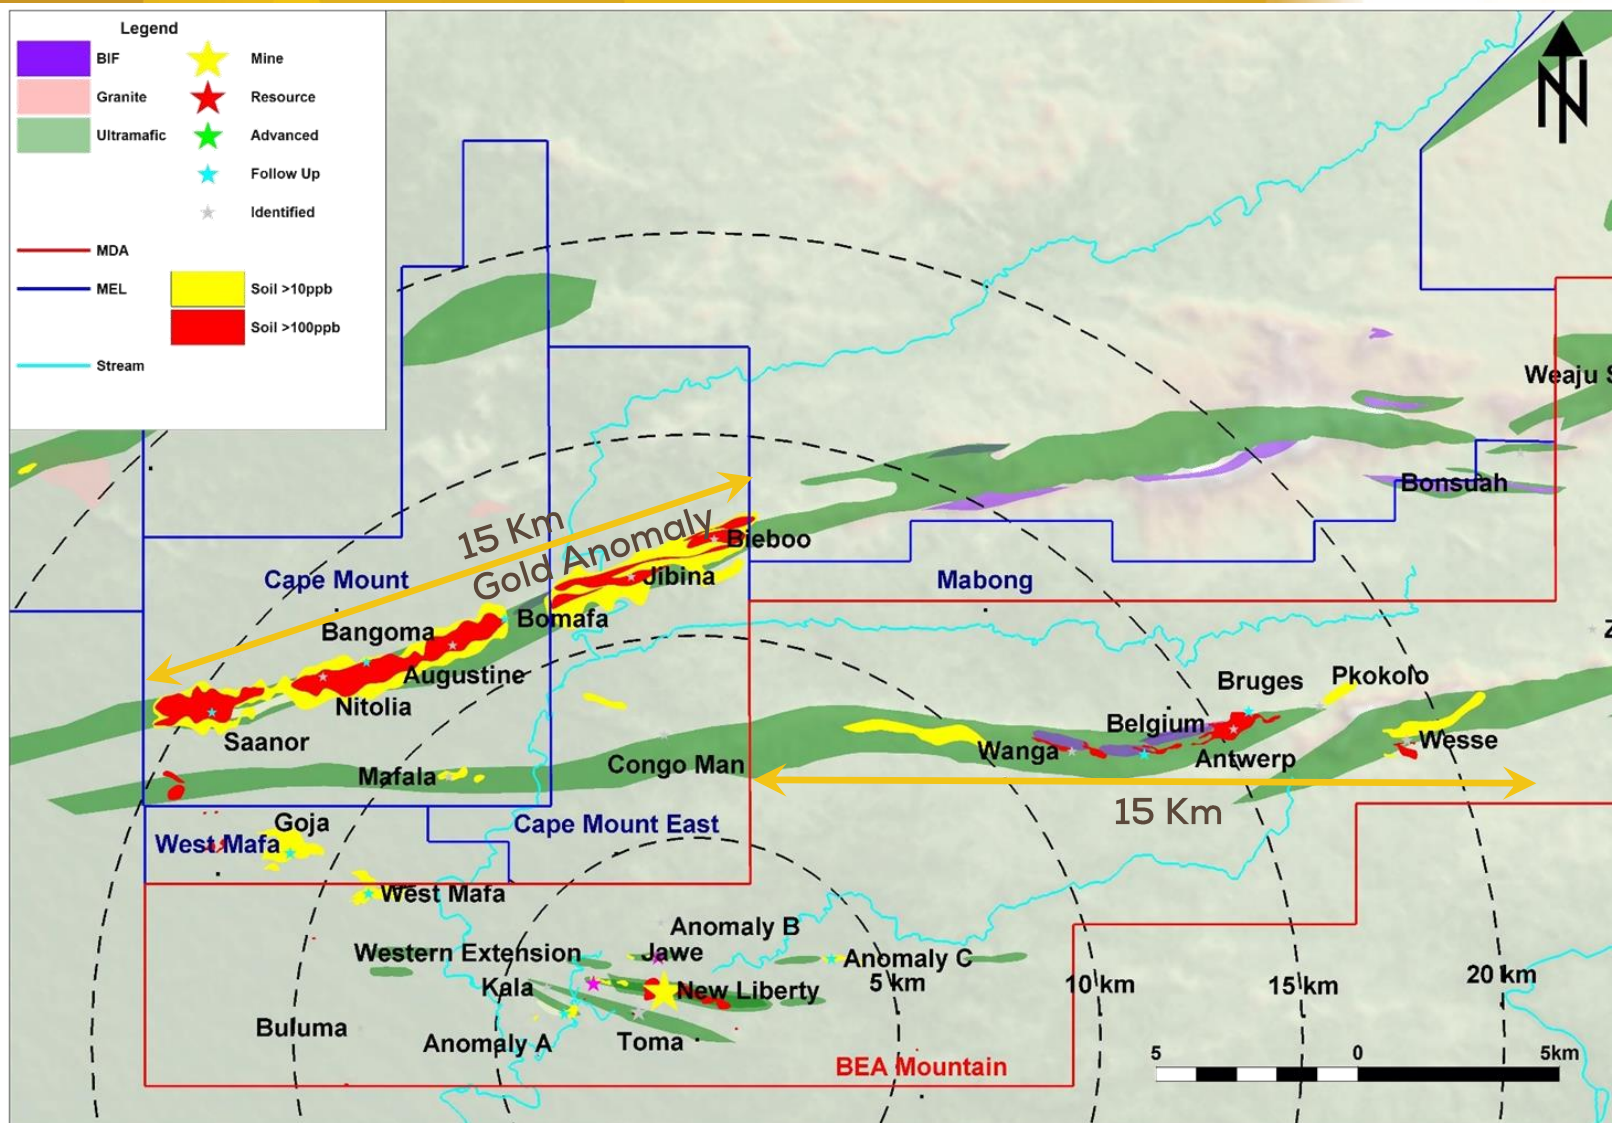 Legend
BIF
Mine
Granite
Resource
Ultramafic
Advanced
Follow Up
Identified
MDA
MEL
Soil >10ppb
Soil >100ppb
Stream
N
Weaju S
Bonsuah
15 Km
Gold Anomaly
Bieboo
Jibina
Cape Mount
Mabong
Bomafa
Bangoma
Z
Augustine
Nitolia
Saanor
Bruges
Pkokolo
Belgium
Wanga
Antwerp
Wesse
Mafala
Congo Man
15 Km
Goja
Cape Mount East
West Mafa
West Mafa
Anomaly B
Western Extension
Jawe
Anomaly C
Kala
New Liberty
5 km
10 km
15 km
20 km
Buluma
Anomaly A
Toma
BEA Mountain
5
0
5km